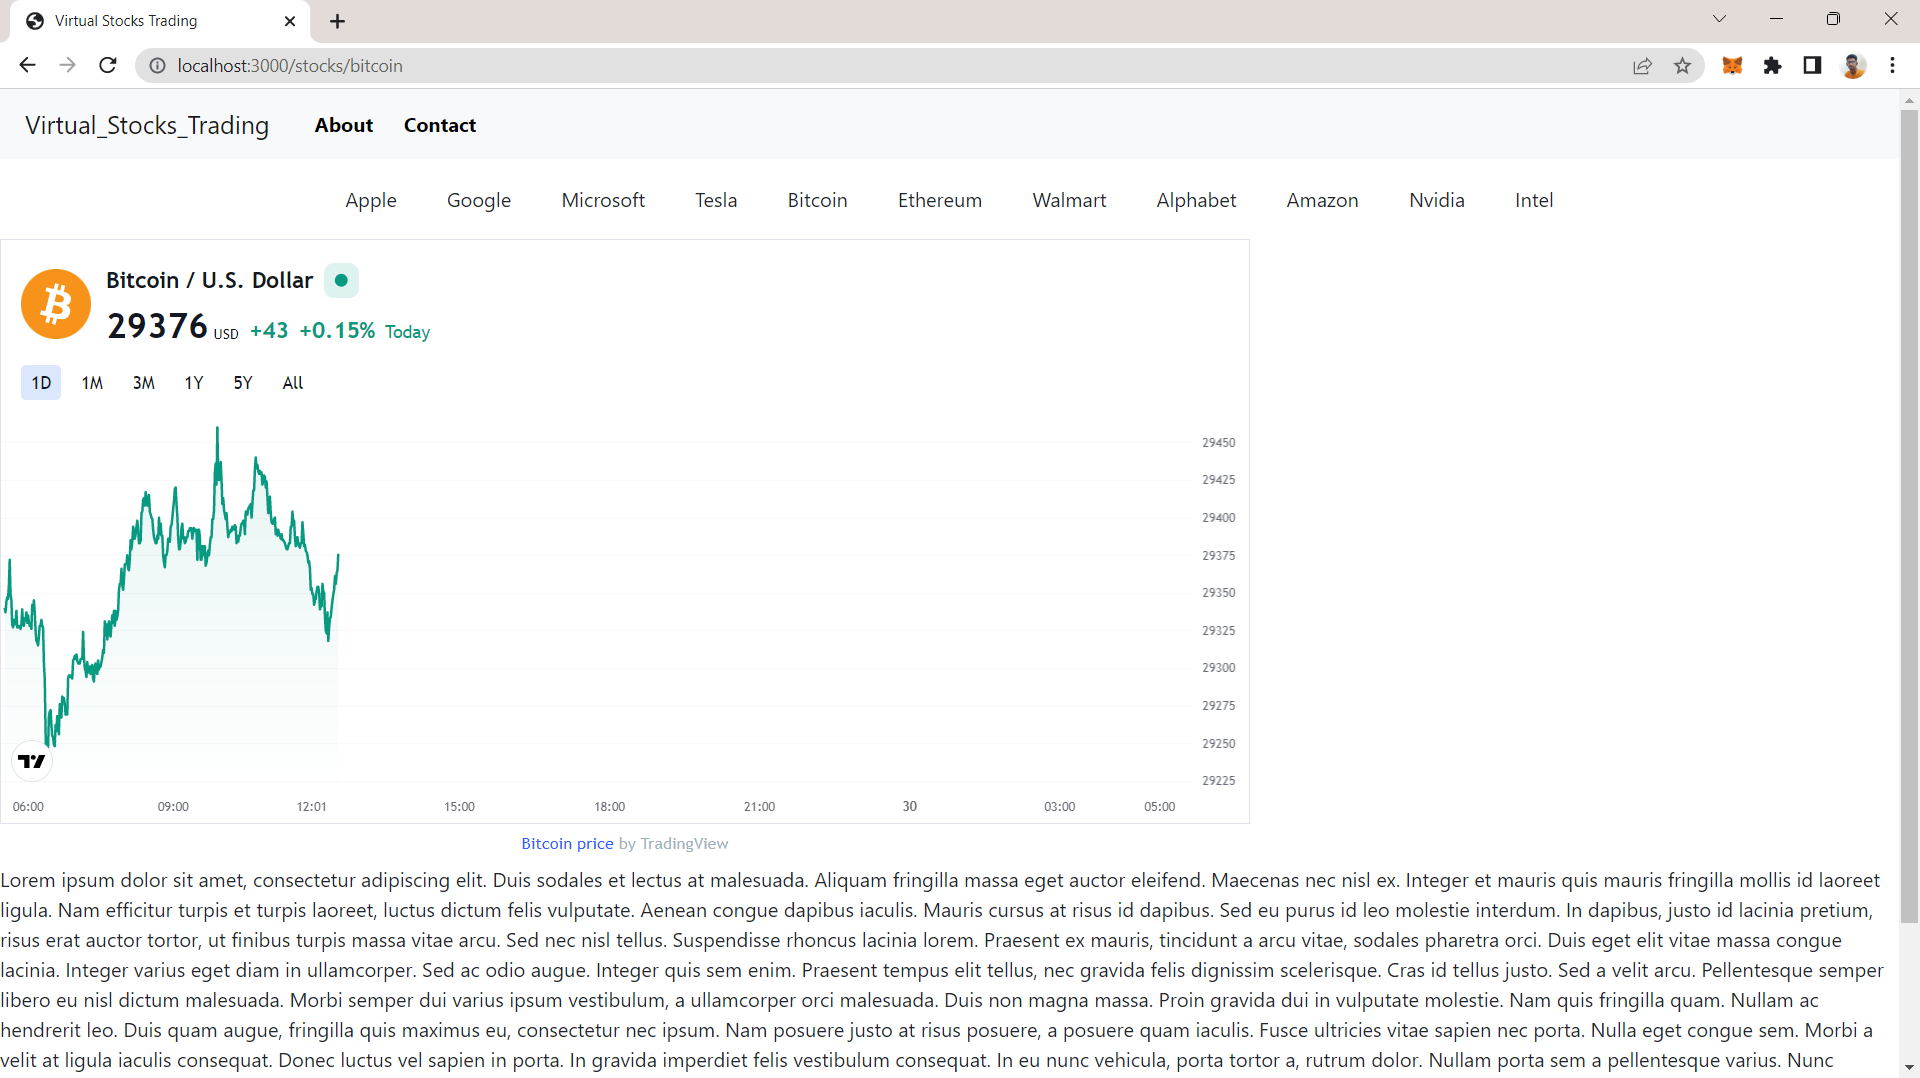 Virtual Stocks Trading
localhost:3000/stocks/bitcoin
Virtual_Stocks_Trading About Contact
Apple Google Microsoft Tesla Bitcoin Ethereum Walmart Alphabet Amazon Nvidia Intel
Bitcoin / U.S. Dollar
29376 USD +43 +0.15% Today
1D 1M 3M 1Y 5Y All
29450
29425
29400
29375
29350
29325
29300
29275
29250
29225
06:00 09:00 12:01 15:00 18:00 21:00 30 03:00 05:00
Bitcoin price by TradingView
Lorem ipsum dolor sit amet, consectetur adipiscing elit. Duis sodales et lectus at malesuada. Aliquam fringilla massa eget auctor eleifend. Maecenas nec nisl ex. Integer et mauris quis mauris fringilla mollis id laoreet
ligula. Nam efficitur turpis et turpis laoreet, luctus dictum felis vulputate. Aenean congue dapibus iaculis. Mauris cursus at risus id dapibus. Sed eu purus id leo molestie interdum. In dapibus, justo id lacinia pretium,
risus erat auctor tortor, ut finibus turpis massa vitae arcu. Sed nec nisl tellus. Suspendisse rhoncus lacinia lorem. Praesent ex mauris, tincidunt a arcu vitae, sodales pharetra orci. Duis eget elit vitae massa congue
lacinia. Integer varius eget diam in ullamcorper. Sed ac odio augue. Integer quis sem enim. Praesent tempus elit tellus, nec gravida felis dignissim scelerisque. Cras id tellus justo. Sed a velit arcu. Pellentesque semper
libero eu nisl dictum malesuada. Morbi semper dui varius ipsum vestibulum, a ullamcorper orci malesuada. Duis non magna massa. Proin gravida dui in vulputate molestie. Nam quis fringilla quam. Nullam ac
hendrerit leo. Duis quam augue, fringilla quis maximus eu, consectetur nec ipsum. Nam posuere justo at risus posuere, a posuere quam iaculis. Fusce ultricies vitae sapien nec porta. Nulla eget congue sem. Morbi a
velit at ligula iaculis consequat. Donec luctus vel sapien in porta. In gravida imperdiet felis vestibulum consequat. In eu nunc vehicula, porta tortor a, rutrum dolor. Nullam porta sem a pellentesque varius. Nunc